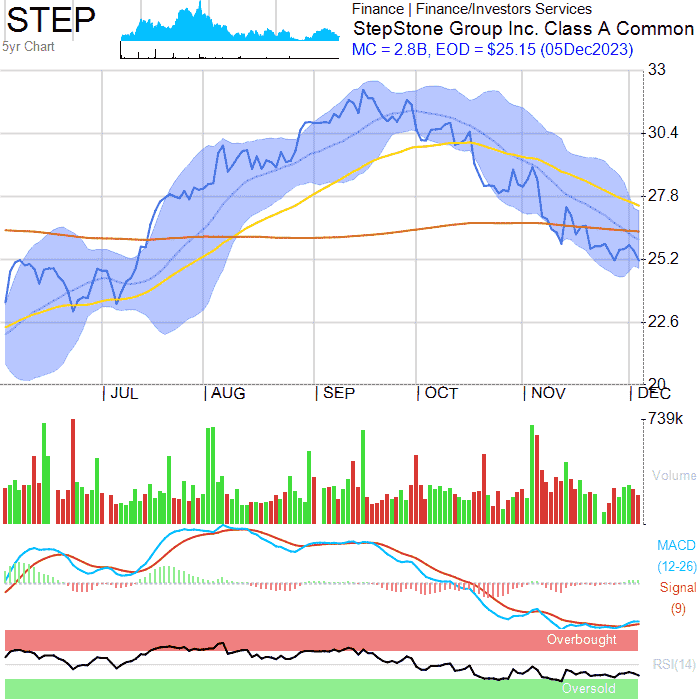 STEP
5yr Chart
Finance | Finance/Investors Services
StepStone Group Inc. Class A Common
MC = 2.8B, EOD = $25.15 (05Dec2023)
33
30.4
27.8
25.2
22.6
20
| JUL | AUG | SEP | OCT | NOV | DEC
739k
Volume
MACD
(12-26)
Signal
(9)
Overbought
RSI(14)
Oversold